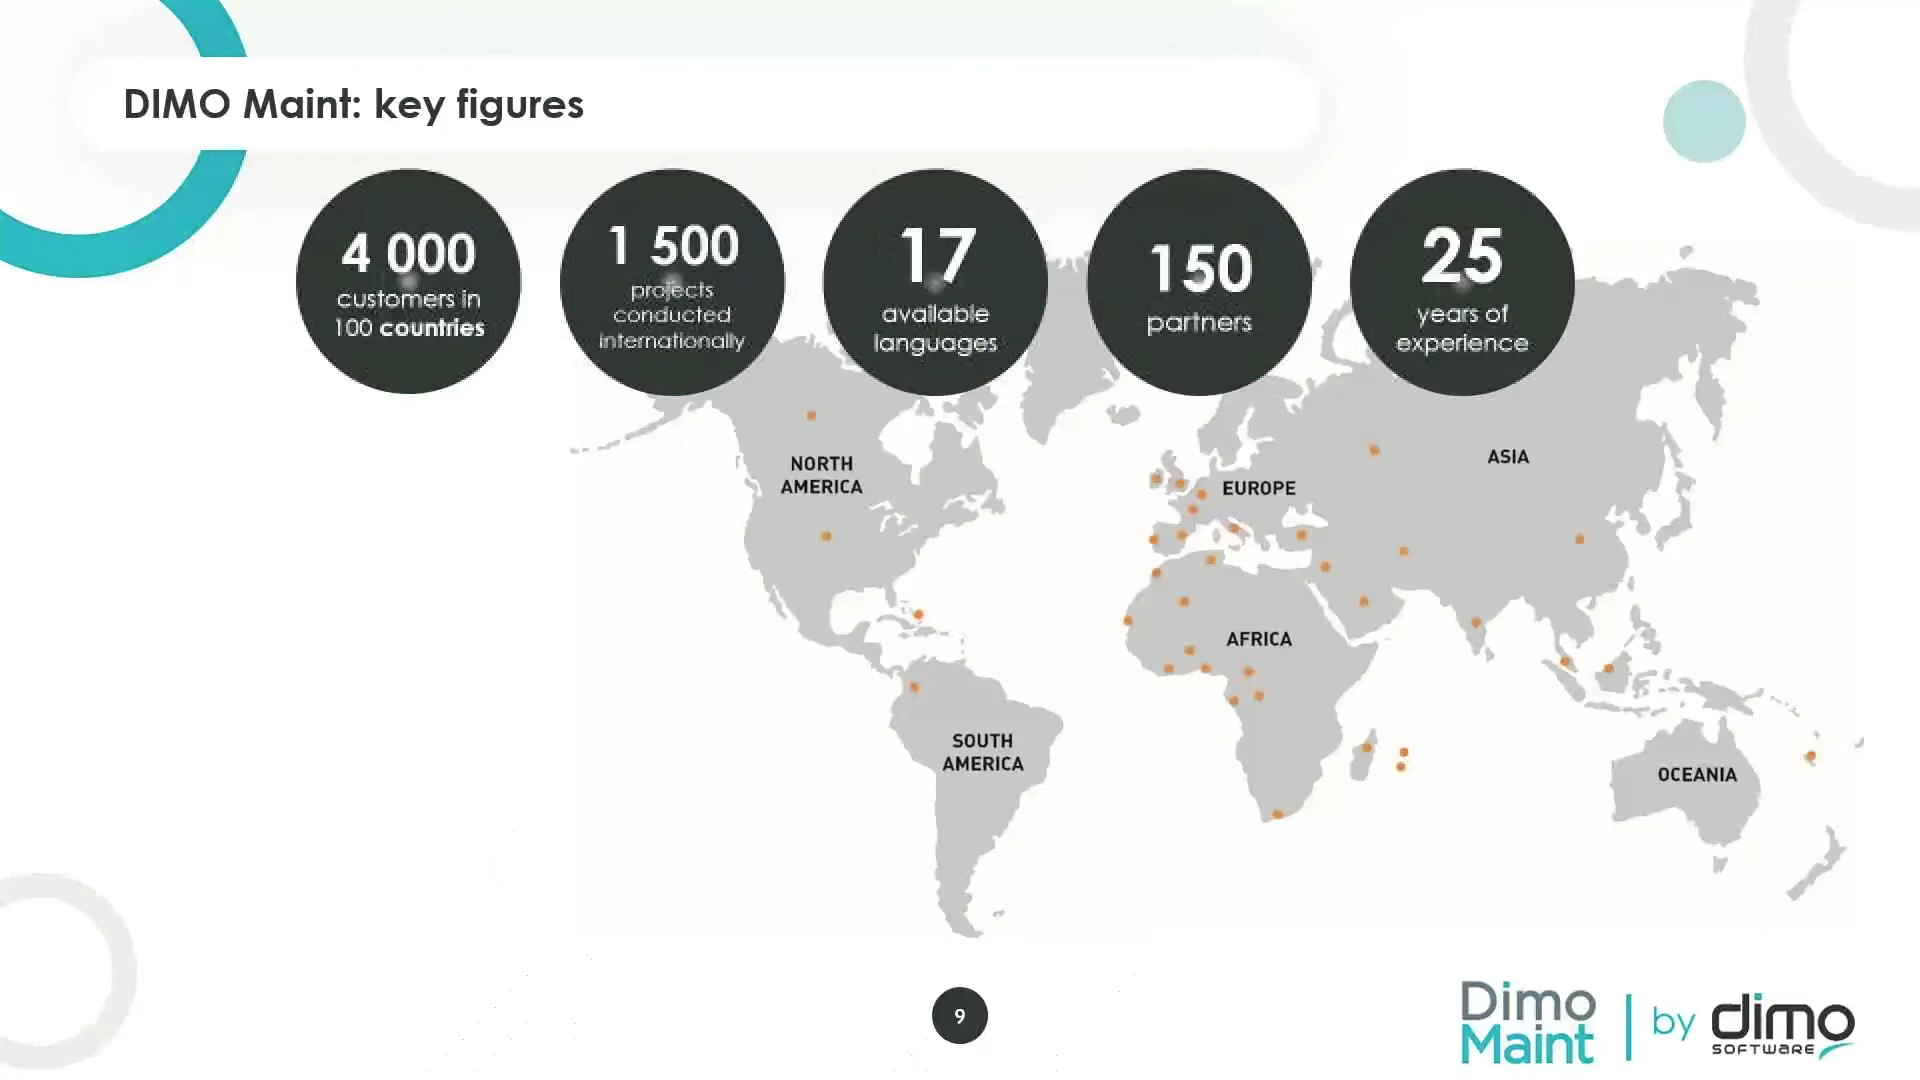 DIMO Maint: key figures
4 000
customers in
100 countries
1 500
projects
conducted
internationally
17
available
languages
150
partners
25
years of
experience
NORTH
AMERICA
EUROPE
ASIA
AFRICA
SOUTH
AMERICA
OCEANIA
9
Dimo
Maint
by
dimo
SOFTWARE